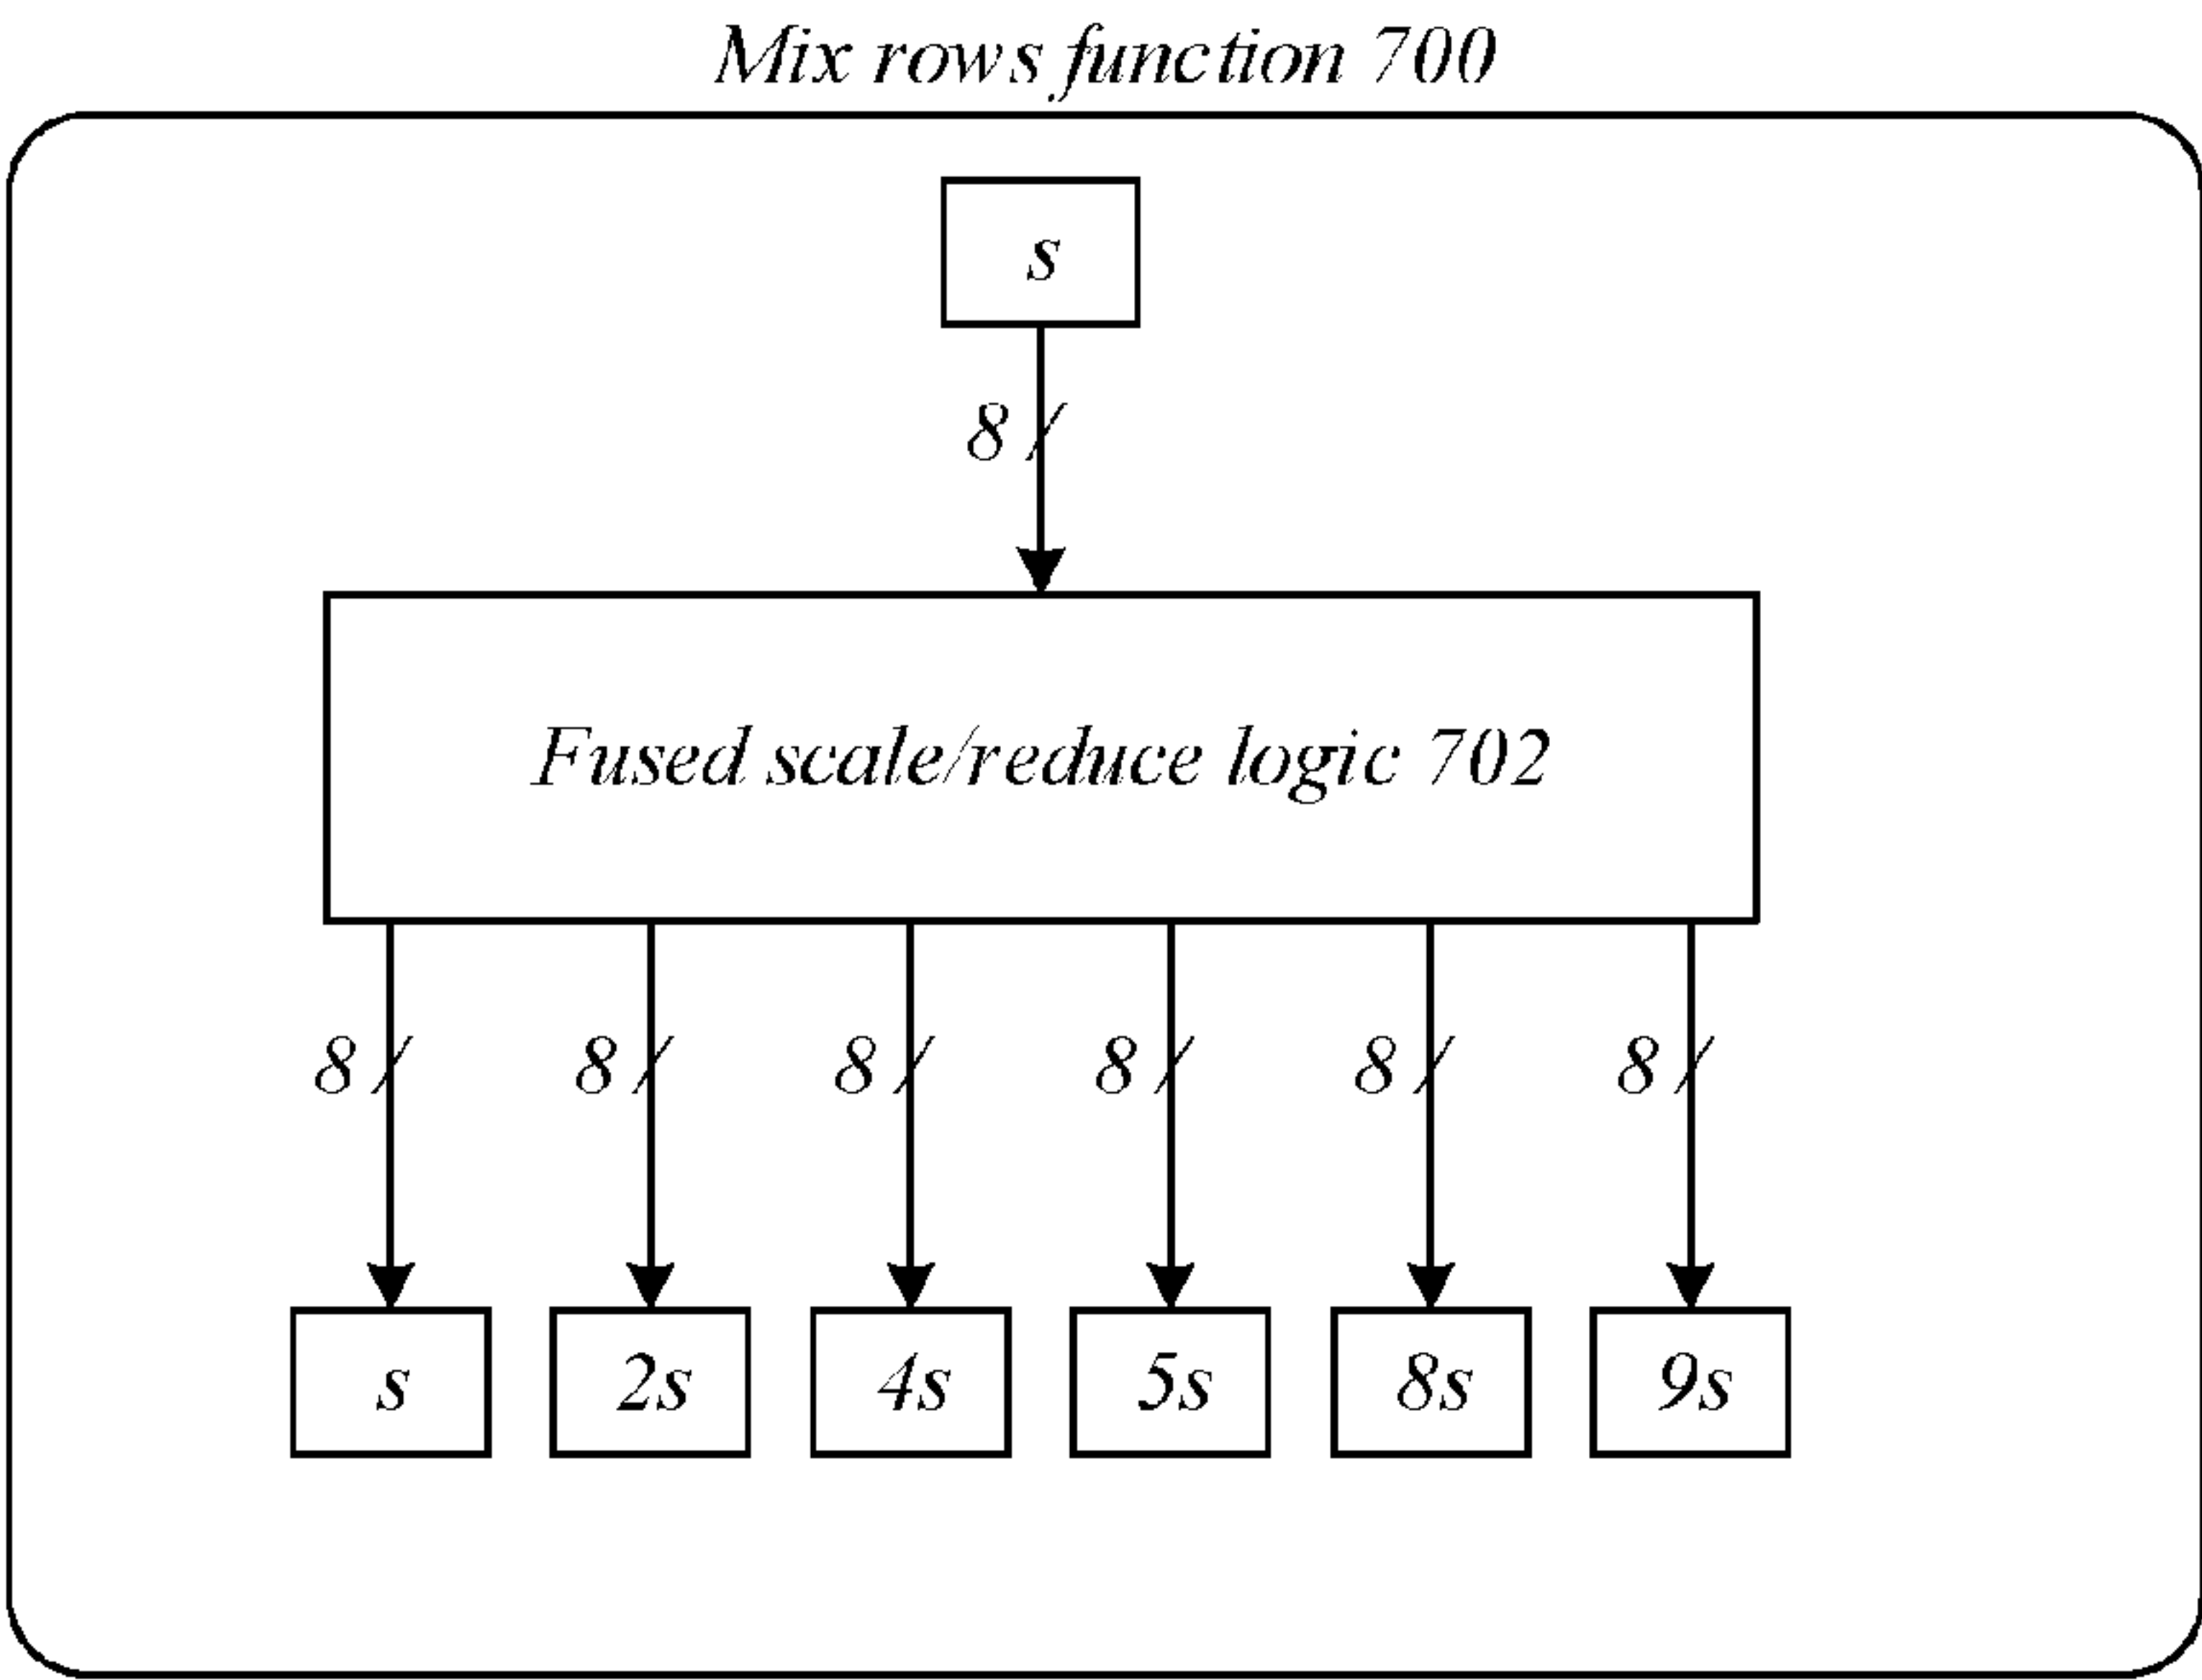 Mix rows function 700
s
8
Fused scale/reduce logic 702
8 8 8 8 8 8
s 2s 4s 5s 8s 9s